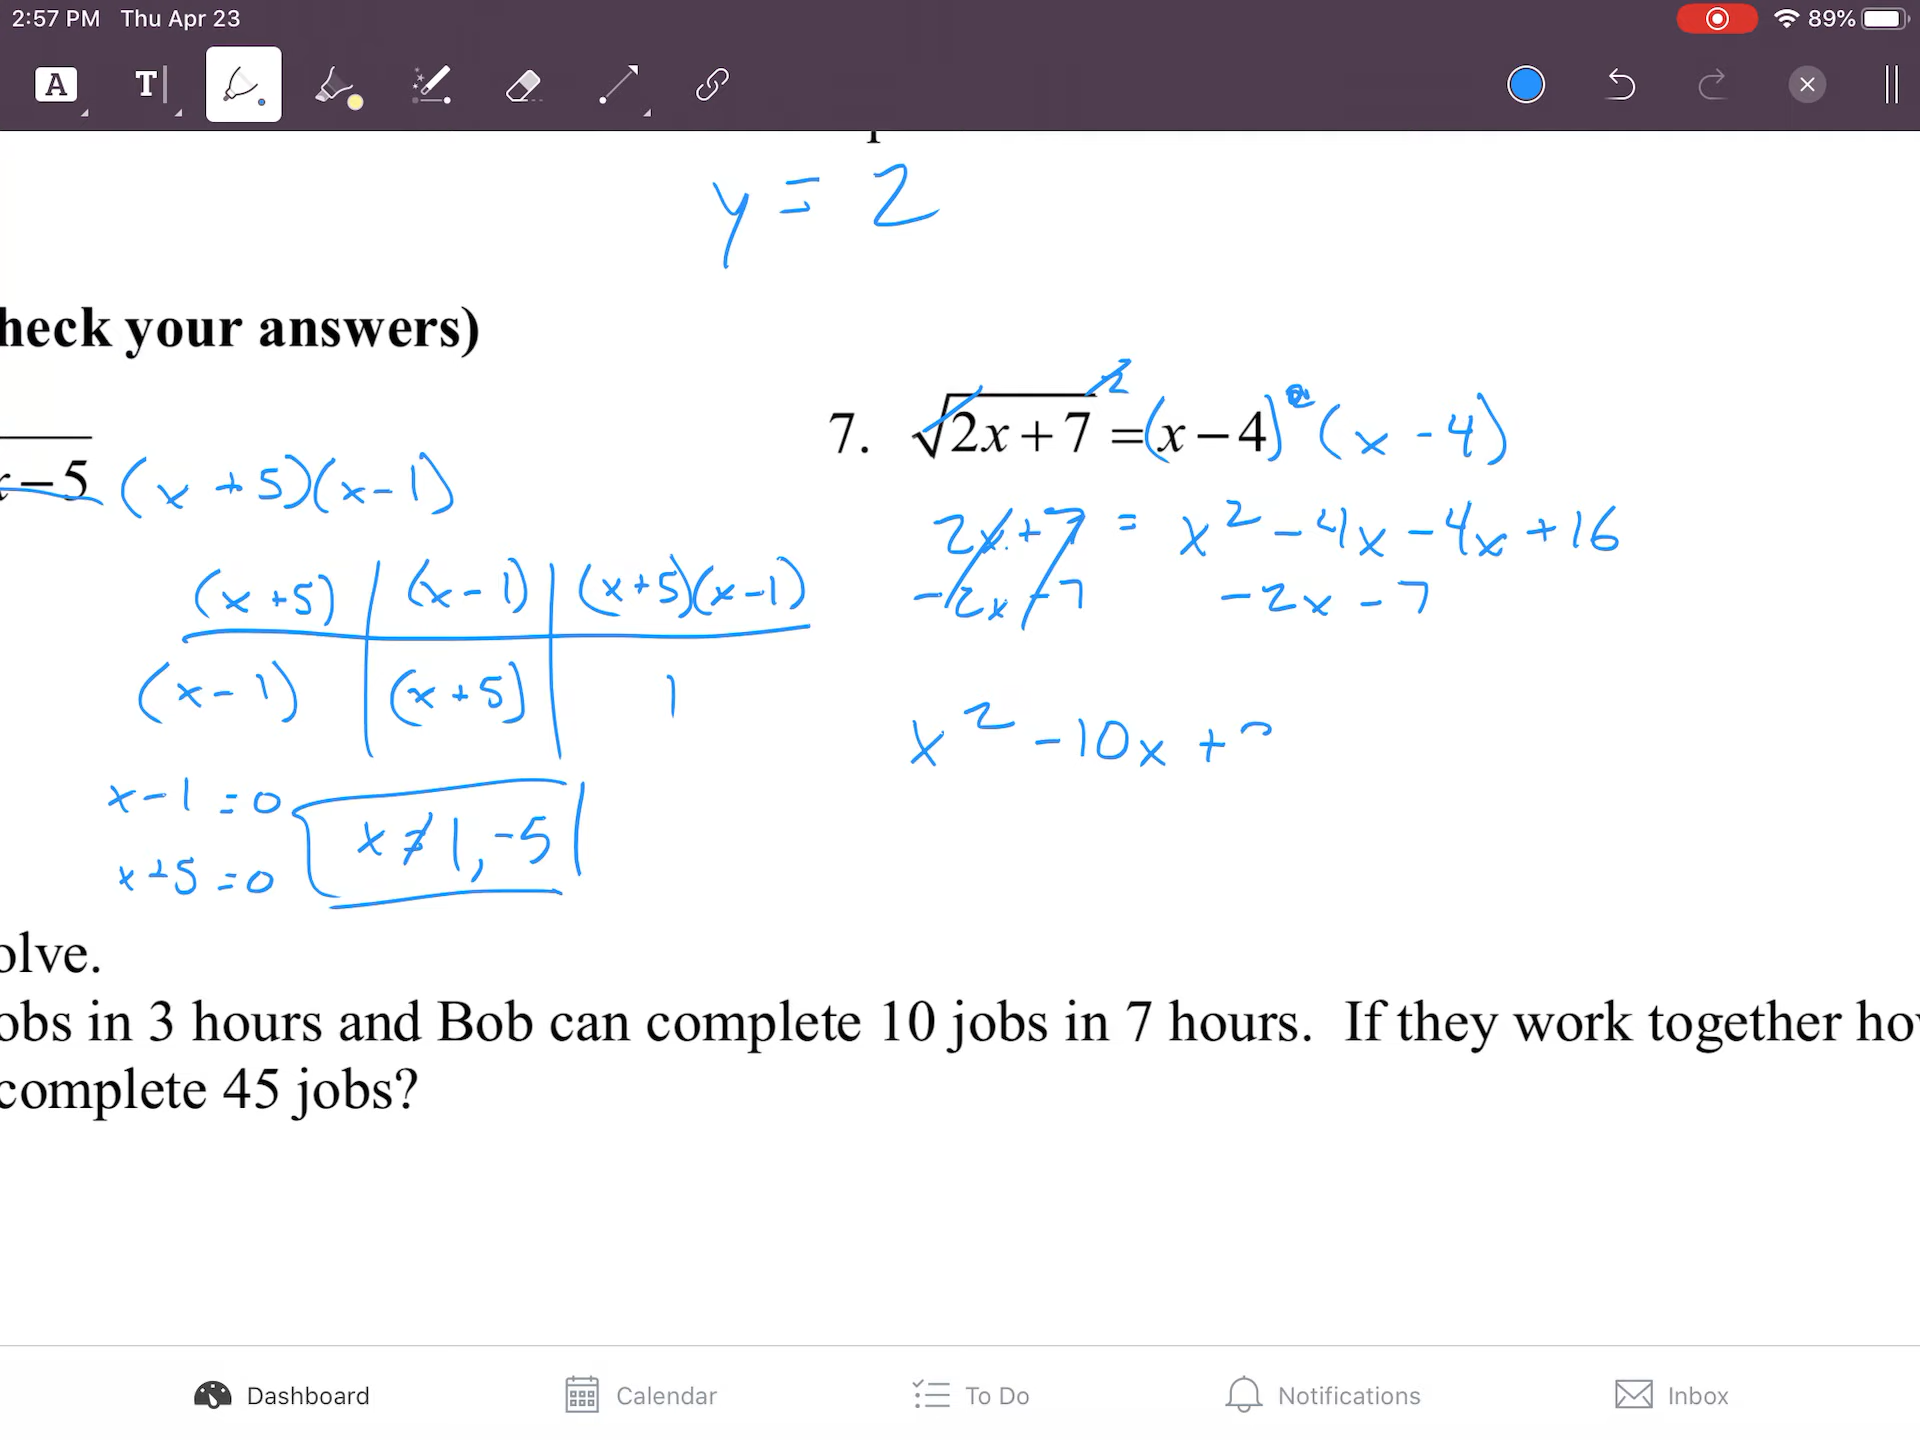 2:57 PM Thu Apr 23
89%
A T
y = 2
heck your answers)
x – 5 (x + 5)(x - 1)
(x + 5) | (x - 1) | (x + 5)(x - 1)
(x - 1) | (x + 5) | 1
x - 1 = 0
x + 5 = 0
x ≠ 1, -5
7. √2x + 7² = (x – 4)² (x - 4)
2x + 7 = x² - 4x - 4x + 16
-2x - 7 -2x - 7
x² - 10x +
olve.
obs in 3 hours and Bob can complete 10 jobs in 7 hours. If they work together ho
complete 45 jobs?
Dashboard Calendar To Do Notifications Inbox